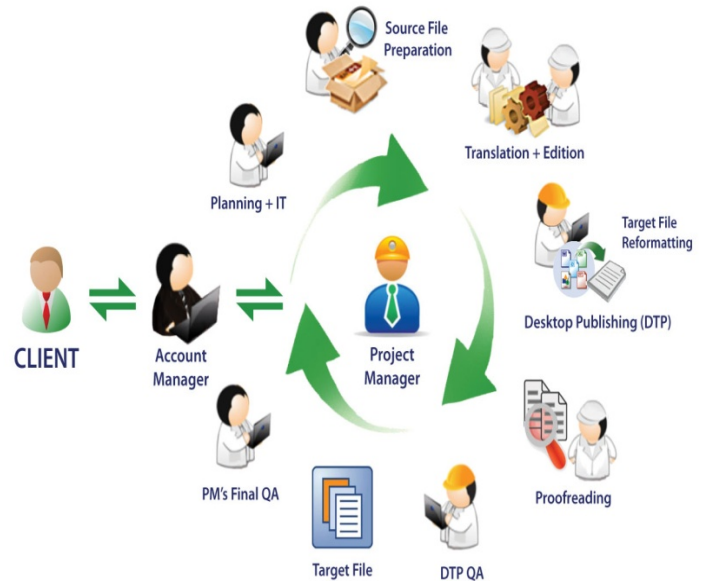 Source File
Preparation
Translation + Edition
Planning + IT
Target File
Reformatting
Desktop Publishing (DTP)
CLIENT
Account
Manager
Project
Manager
Proofreading
DTP QA
Target File
PM's Final QA